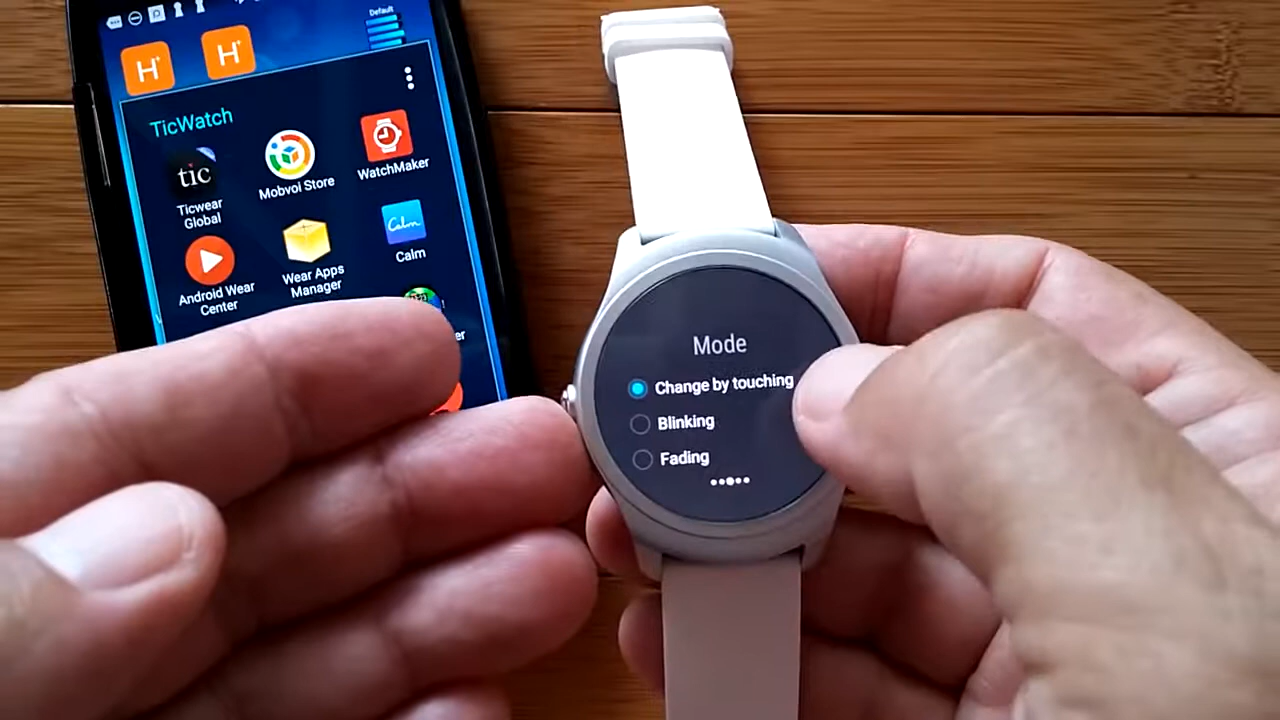 Default
H+
H+
TicWatch
tic
Ticwear
Global
Mobvoi Store
WatchMaker
Android Wear
Center
Wear Apps
Manager
Calm
Calm
er
Mode
Change by touching
Blinking
Fading